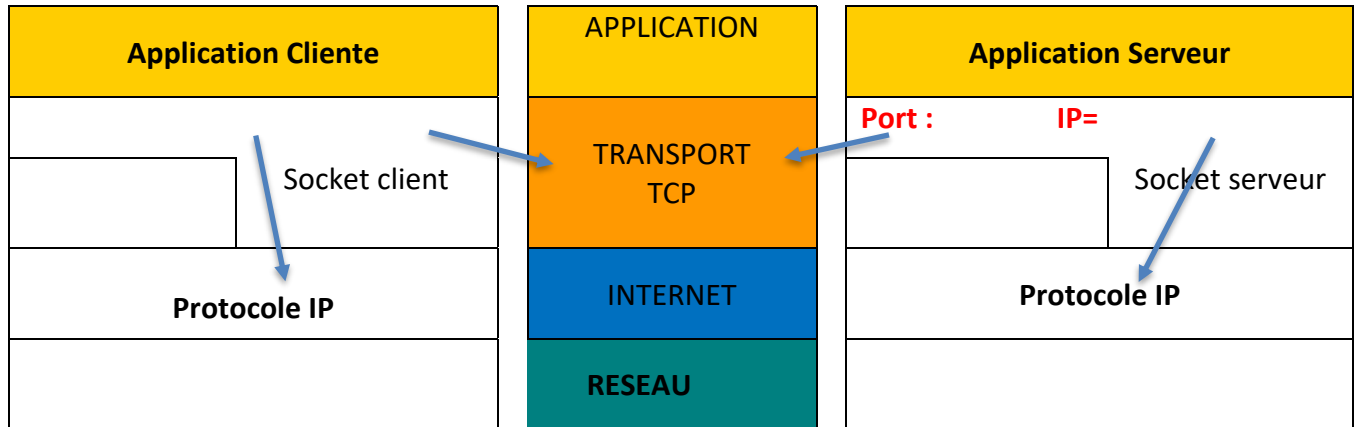 Application Cliente
Socket client
Protocole IP
APPLICATION
TRANSPORT
TCP
INTERNET
RESEAU
Application Serveur
Port : IP=
Socket serveur
Protocole IP